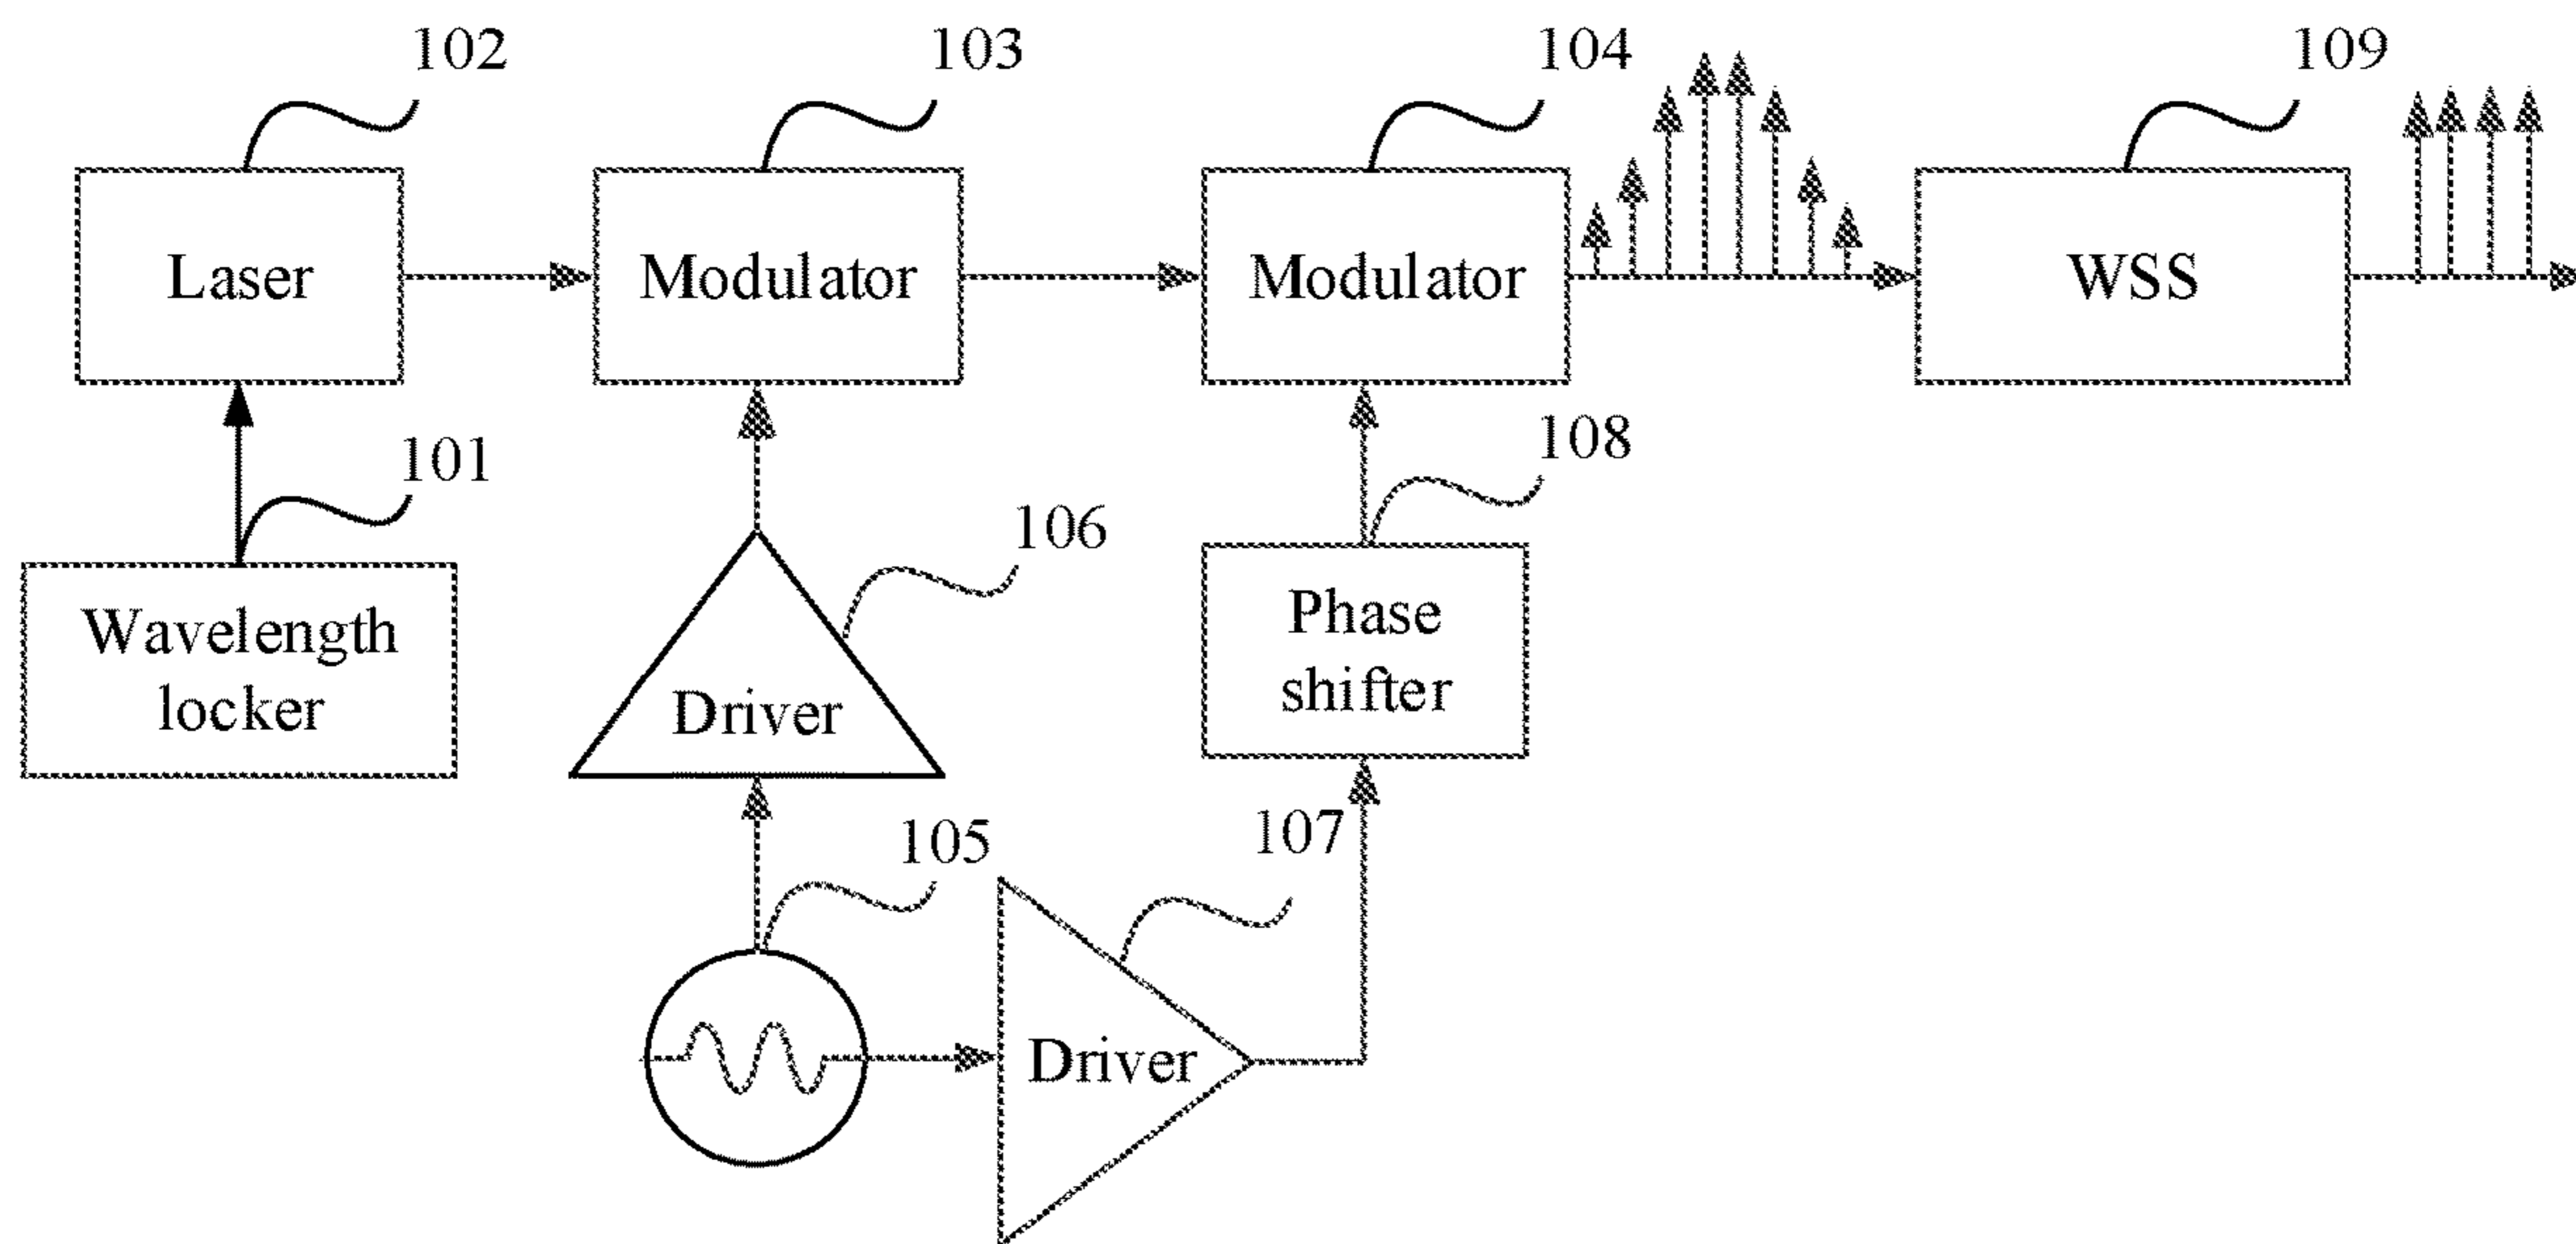 102
103
104
109
Laser
Modulator
Modulator
WSS
101
108
106
Wavelength
locker
Phase
shifter
Driver
105
107
Driver